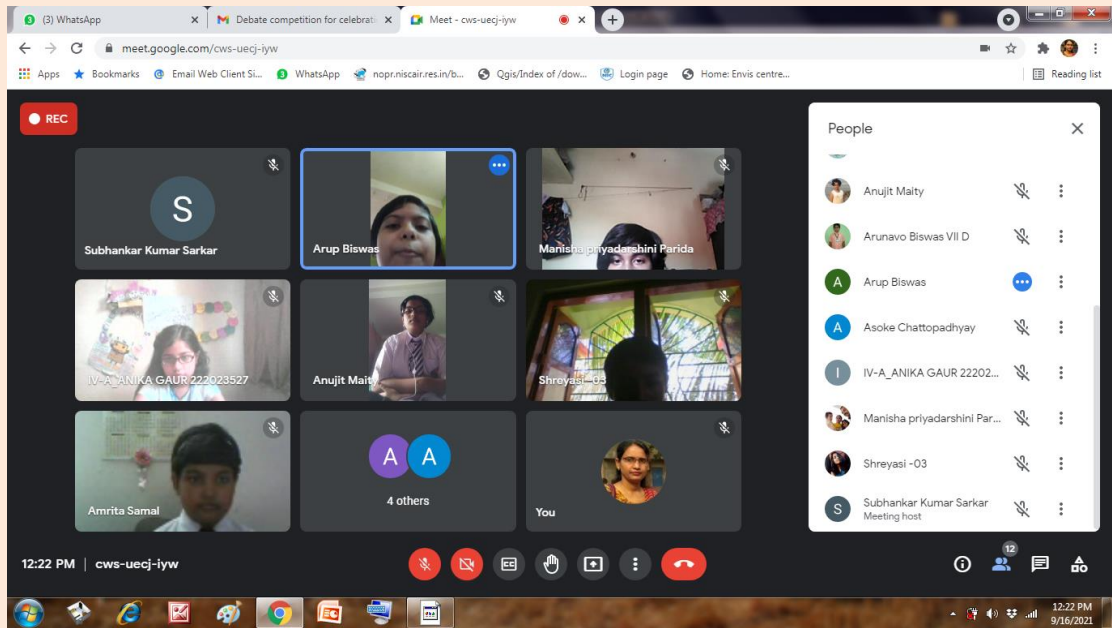 (3) WhatsApp
Debate competition for celebrati
Meet - cws-uecj-iyw
meet.google.com/cws-uecj-iyw
Apps
Bookmarks
Email Web Client Si...
WhatsApp
nopr.niscair.res.in/b...
Qgis/Index of /dow...
Login page
Home: Envis centre...
Reading list
REC
S
Subhankar Kumar Sarkar
Arup Biswas
Manisha priyadarshini Parida
IV-A_ANIKA GAUR 222023527
Anujit Maity
Shreyasi -03
Amrita Samal
A A
4 others
You
People
Anujit Maity
Arunavo Biswas VII D
A Arup Biswas
A Asoke Chattopadhyay
I IV-A_ANIKA GAUR 22202...
Manisha priyadarshini Par...
Shreyasi -03
S Subhankar Kumar Sarkar
Meeting host
12:22 PM | cws-uecj-iyw
CC
12
12:22 PM
9/16/2021